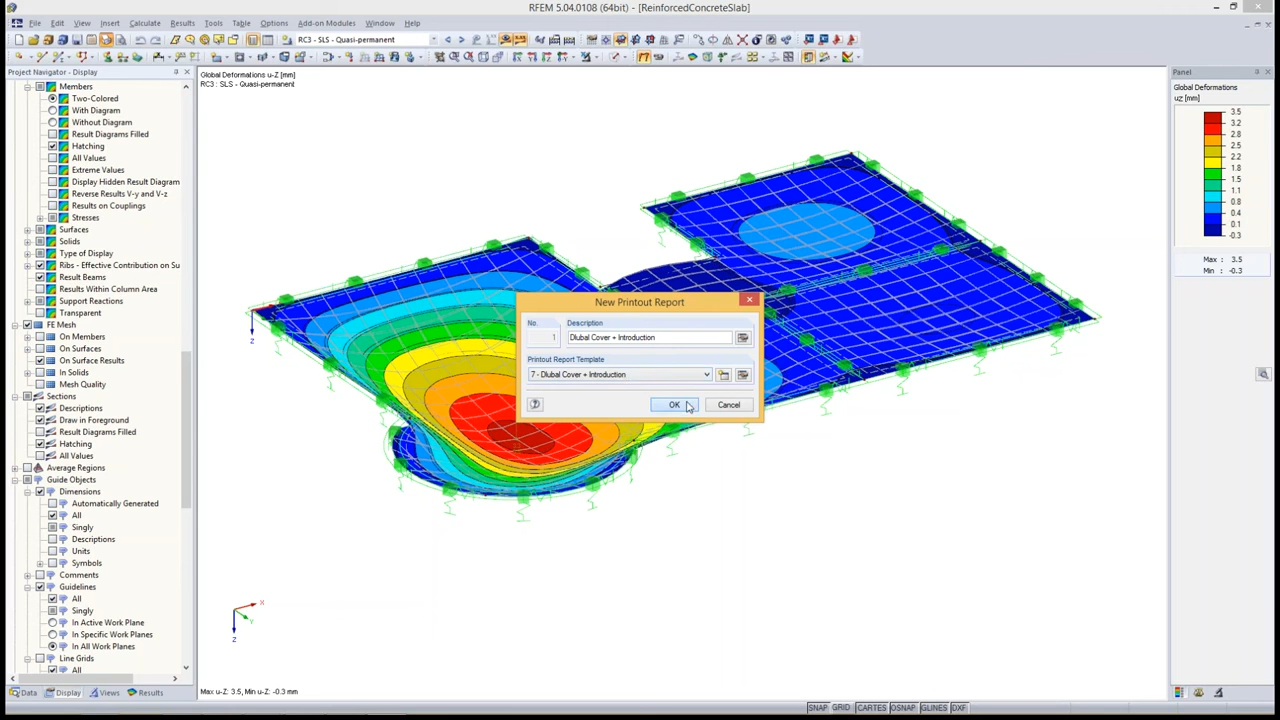 RFEM 5.04.0108 (64bit) - [ReinforcedConcreteSlab]
File Edit View Insert Calculate Results Tools Table Options Add-on Modules Window Help
RC3 - SLS - Quasi-permanent
Project Navigator - Display
Members
Two-Colored
With Diagram
Without Diagram
Result Diagrams Filled
Hatching
All Values
Extreme Values
Display Hidden Result Diagram
Reverse Results V-y and V-z
Results on Couplings
Stresses
Surfaces
Solids
Type of Display
Ribs - Effective Contribution on Su
Result Beams
Results Within Column Area
Support Reactions
Transparent
FE Mesh
On Members
On Surfaces
On Surface Results
In Solids
Mesh Quality
Sections
Descriptions
Draw in Foreground
Result Diagrams Filled
Hatching
All Values
Average Regions
Guide Objects
Dimensions
Automatically Generated
All
Singly
Descriptions
Units
Symbols
Comments
Guidelines
All
Singly
In Active Work Plane
In Specific Work Planes
In All Work Planes
Line Grids
All
Data Display Views Results
Global Deformations u-Z [mm]
RC3 : SLS - Quasi-permanent
Z
New Printout Report
No. Description
1 Dlubal Cover + Introduction
Printout Report Template
7 - Dlubal Cover + Introduction
OK Cancel
X
Y
Z
Max u-Z: 3.5, Min u-Z: -0.3 mm
Panel
Global Deformations
uZ [mm]
3.5
3.2
2.8
2.5
2.2
1.8
1.5
1.1
0.8
0.4
0.1
-0.3
Max : 3.5
Min : -0.3
SNAP GRID CARTES OSNAP GLINES DXF